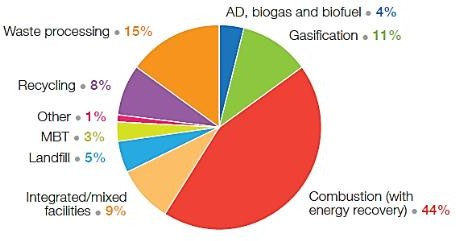 AD, biogas and biofuel • 4%
Waste processing • 15%
Gasification • 11%
Recycling • 8%
Other • 1%
MBT • 3%
Landfill • 5%
Integrated/mixed
facilities • 9%
Combustion (with
energy recovery) • 44%